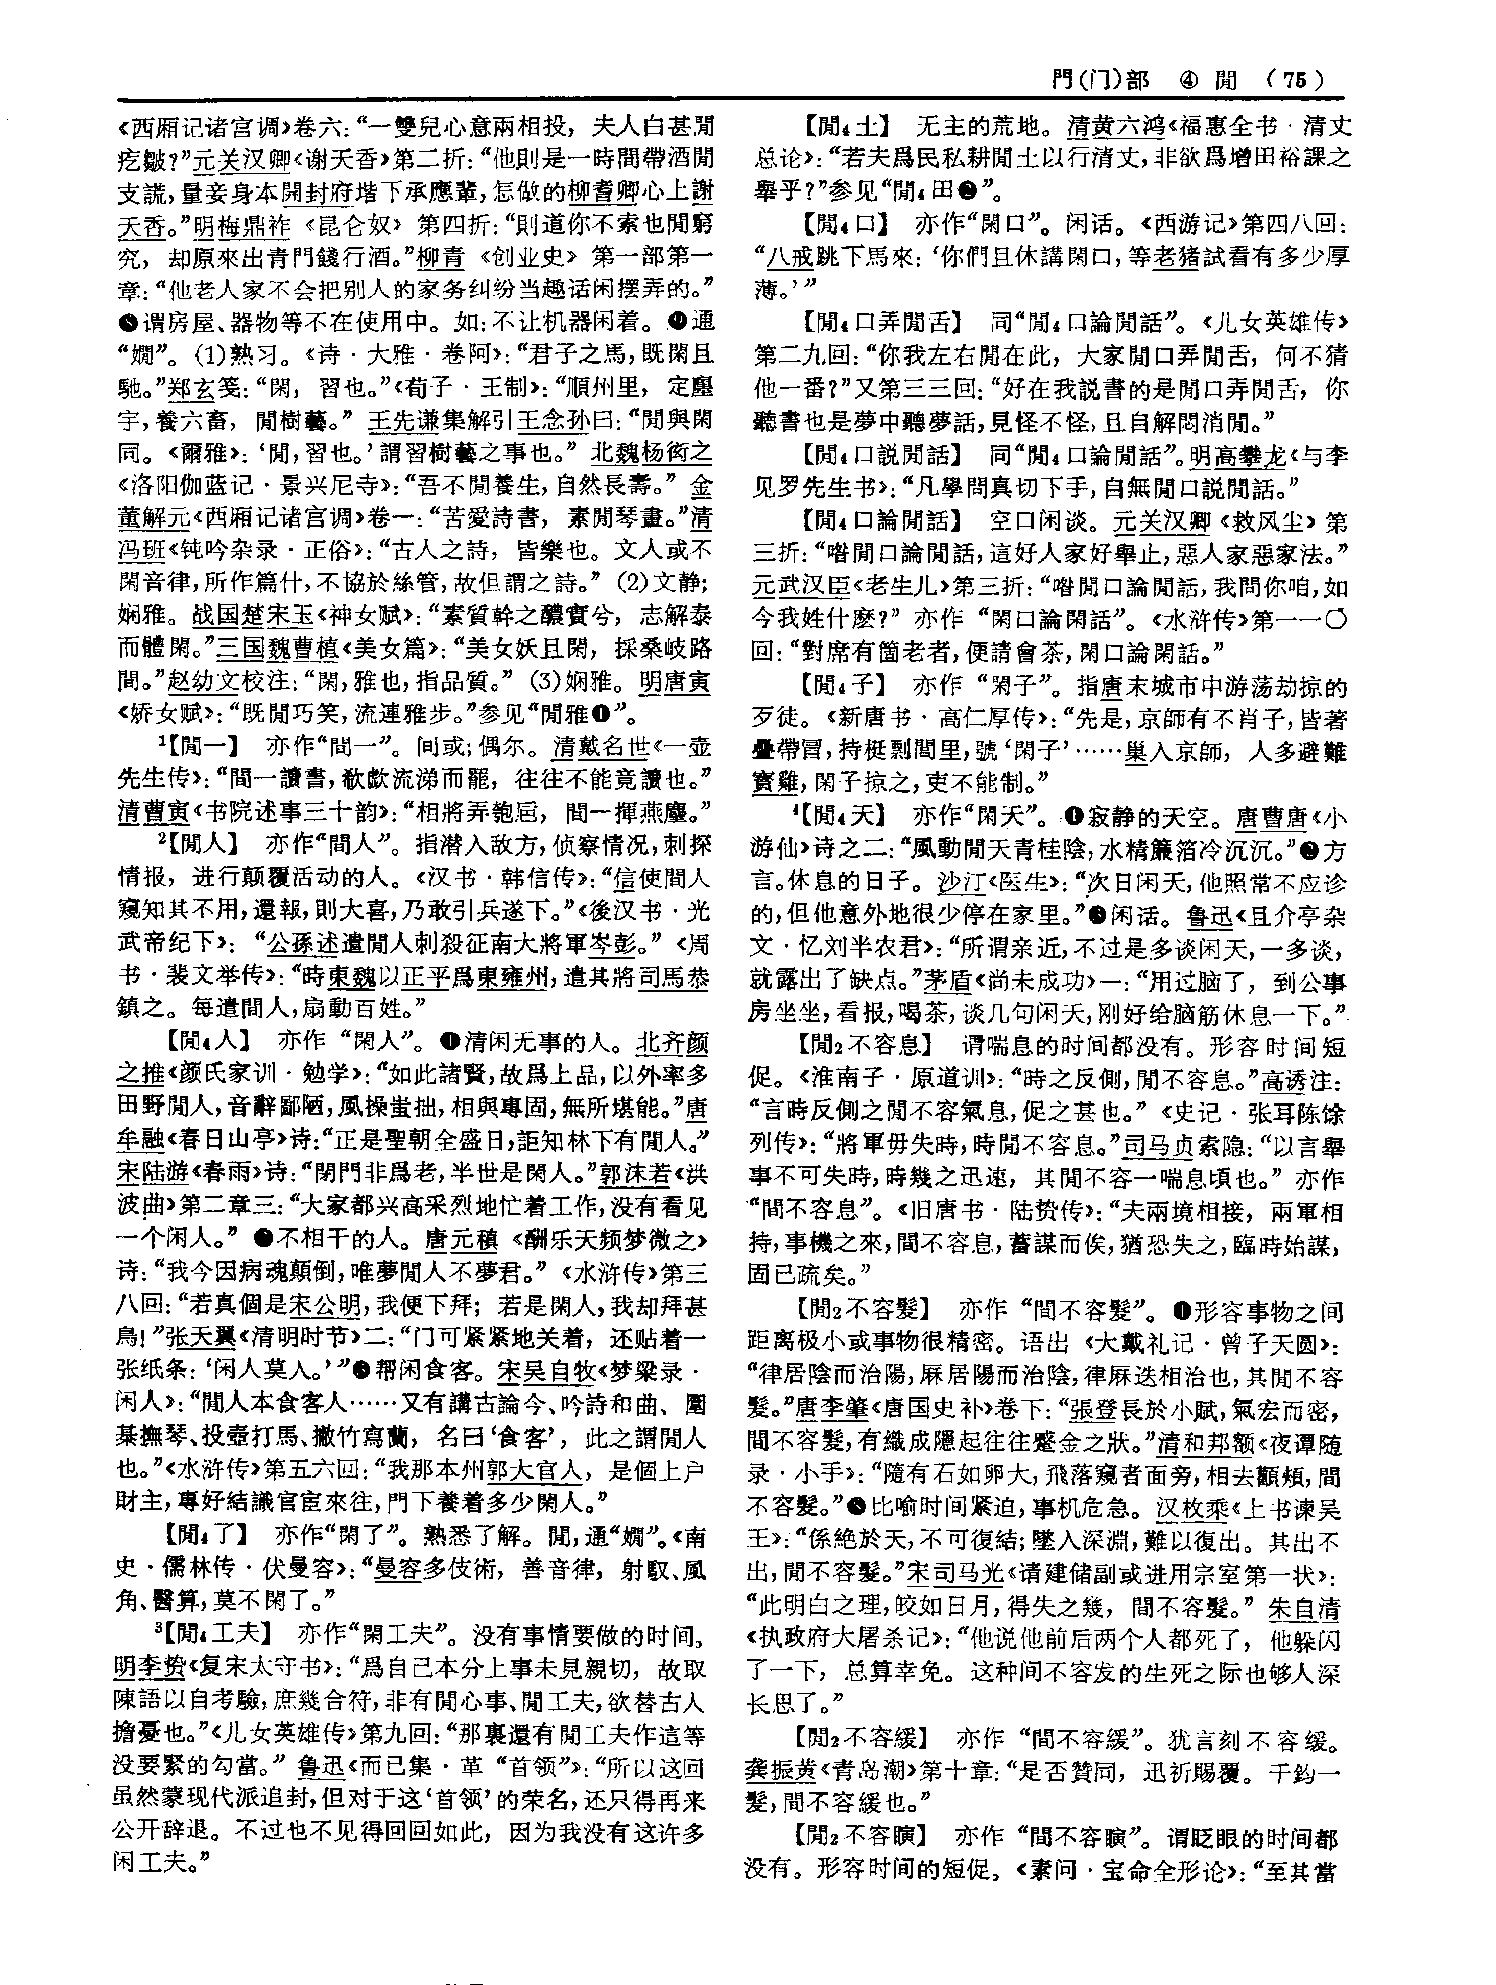 門(门)部　④　閒　(75)
《西厢记诸宫调》卷六：“一雙兒心意兩相投，夫人白甚閒
疙皺？”元关汉卿《谢天香》第二折：“他則是一時間帶酒閒
支謊，量妾身本開封府堦下承應輩，怎做的柳耆卿心上謝
天香。”明梅鼎祚《昆仑奴》第四折：“則道你不索也閒窮
究，却原來出青門餞行酒。”柳青《创业史》第一部第一
章：“他老人家不会把别人的家务纠纷当趣话闲摆弄的。”
谓房屋、器物等不在使用中。如：不让机器闲着。通
“嫺”。(1)熟习。《诗·大雅·卷阿》：“君子之馬，既閑且
馳。”郑玄笺：“閑，習也。”《荀子·王制》：“順州里，定廛
宇，養六畜，閒樹藝。”王先谦集解引王念孙曰：“閒與閑
同。《爾雅》：‘閒，習也。’謂習樹藝之事也。”北魏杨衒之
《洛阳伽蓝记·景兴尼寺》：“吾不閒養生，自然長壽。”金
董解元《西厢记诸宫调》卷一：“苦愛詩書，素閒琴畫。”清
冯班《钝吟杂录·正俗》：“古人之詩，皆樂也。文人或不
閑音律，所作篇什，不協於絲管，故但謂之詩。”(2)文静；
娴雅。战国楚宋玉《神女赋》：“素質幹之醲實兮，志解泰
而體閑。”三国魏曹植《美女篇》：“美女妖且閑，採桑岐路
間。”赵幼文校注：“閑，雅也，指品質。”(3)娴雅。明唐寅
《娇女赋》：“既閒巧笑，流連雅步。”参见“閒雅❶”。
¹【閒一】　亦作“間一”。间或；偶尔。清戴名世《一壶
先生传》：“間一讀書，欷歔流涕而罷，往往不能竟讀也。”
清曹寅《书院述事三十韵》：“相將弄匏卮，間一揮燕麈。”
²【閒人】　亦作“間人”。指潜入敌方，侦察情况，刺探
情报，进行颠覆活动的人。《汉书·韩信传》：“信使間人
窺知其不用，還報，則大喜，乃敢引兵遂下。”《後汉书·光
武帝纪下》：“公孫述遣閒人刺殺征南大將軍岑彭。”《周
书·裴文举传》：“時東魏以正平爲東雍州，遣其將司馬恭
鎮之。每遣間人，扇動百姓。”
【閒₄人】　亦作“閑人”。❶清闲无事的人。北齐颜
之推《颜氏家训·勉学》：“如此諸賢，故爲上品，以外率多
田野閒人，音辭鄙陋，風操蚩拙，相與專固，無所堪能。”唐
牟融《春日山亭》诗：“正是聖朝全盛日，詎知林下有閒人。”
宋陆游《春雨》诗：“閉門非爲老，半世是閑人。”郭沫若《洪
波曲》第二章三：“大家都兴高采烈地忙着工作，没有看见
一个闲人。”❷不相干的人。唐元稹《酬乐天频梦微之》
诗：“我今因病魂顛倒，唯夢閒人不夢君。”《水浒传》第三
八回：“若真個是宋公明，我便下拜；若是閑人，我却拜甚
鳥！”张天翼《清明时节》二：“门可紧紧地关着，还贴着一
张纸条：‘闲人莫入。’”❸帮闲食客。宋吴自牧《梦粱录·
闲人》：“閒人本食客人……又有講古論今、吟詩和曲、圍
棊撫琴、投壺打馬、撇竹寫蘭，名曰‘食客’，此之謂閒人
也。”《水浒传》第五六回：“我那本州郭大官人，是個上户
財主，專好結識官宦來往，門下養着多少閑人。”
【閒₄了】　亦作“閑了”。熟悉了解。閒，通“嫺”。《南
史·儒林传·伏曼容》：“曼容多伎術，善音律，射馭、風
角、醫算，莫不閑了。”
³【閒₄工夫】　亦作“閑工夫”。没有事情要做的时间。
明李贽《复宋太守书》：“爲自己本分上事未見親切，故取
陳語以自考驗，庶幾合符，非有閒心事、閒工夫，欲替古人
擔憂也。”《儿女英雄传》第九回：“那裏還有閒工夫作這等
没要緊的勾當。”鲁迅《而已集·革“首领”》：“所以这回
虽然蒙现代派追封，但对于这‘首领’的荣名，还只得再来
公开辞退。不过也不见得回回如此，因为我没有这许多
闲工夫。”
【閒₄土】　无主的荒地。清黄六鸿《福惠全书·清丈
总论》：“若夫爲民私耕閒土以行清丈，非欲爲增田裕課之
舉乎？”参见“閒₄田❷”。
【閒₄口】　亦作“閑口”。闲话。《西游记》第四八回：
“八戒跳下馬來：‘你們且休講閑口，等老猪試看有多少厚
薄。’”
【閒₄口弄閒舌】　同“閒₄口論閒話”。《儿女英雄传》
第二九回：“你我左右閒在此，大家閒口弄閒舌，何不猜
他一番？”又第三三回：“好在我説書的是閒口弄閒舌，你
聽書也是夢中聽夢話，見怪不怪，且自解悶消閒。”
【閒₄口説閒話】　同“閒₄口論閒話”。明高攀龙《与李
见罗先生书》：“凡學問真切下手，自無閒口説閒話。”
【閒₄口論閒話】　空口闲谈。元关汉卿《救风尘》第
三折：“喒閒口論閒話，這好人家好舉止，惡人家惡家法。”
元武汉臣《老生儿》第三折：“喒閒口論閒話，我問你咱，如
今我姓什麽？”亦作“閑口論閑話”。《水浒传》第一一〇
回：“對席有箇老者，便請會茶，閑口論閑話。”
【閒₄子】　亦作“閑子”。指唐末城市中游荡劫掠的
歹徒。《新唐书·高仁厚传》：“先是，京師有不肖子，皆著
疊帶冒，持梃剽閭里，號‘閑子’……巢入京師，人多避難
寶雞，閑子掠之，吏不能制。”
¹【閒₄天】　亦作“閑天”。❶寂静的天空。唐曹唐《小
游仙》诗之二：“風動閒天青桂陰，水精簾箔冷沉沉。”❷方
言。休息的日子。沙汀《医生》：“次日闲天，他照常不应诊
的，但他意外地很少停在家里。”❸闲话。鲁迅《且介亭杂
文·忆刘半农君》：“所谓亲近，不过是多谈闲天，一多谈，
就露出了缺点。”茅盾《尚未成功》一：“用过脑了，到公事
房坐坐，看报，喝茶，谈几句闲天，刚好给脑筋休息一下。”
【閒₂不容息】　谓喘息的时间都没有。形容时间短
促。《淮南子·原道训》：“時之反側，閒不容息。”高诱注：
“言時反側之閒不容氣息，促之甚也。”《史记·张耳陈馀
列传》：“將軍毋失時，時閒不容息。”司马贞索隐：“以言舉
事不可失時，時幾之迅速，其閒不容一喘息頃也。”亦作
“間不容息”。《旧唐书·陆贽传》：“夫兩境相接，兩軍相
持，事機之來，間不容息，蓄謀而俟，猶恐失之，臨時始謀，
固已疏矣。”
【閒₂不容髮】　亦作“間不容髮”。❶形容事物之间
距离极小或事物很精密。语出《大戴礼记·曾子天圆》：
“律居陰而治陽，厤居陽而治陰，律厤迭相治也，其閒不容
髮。”唐李肇《唐国史补》卷下：“張登長於小賦，氣宏而密，
間不容髮，有織成隱起往往蹙金之狀。”清和邦额《夜谭随
录·小手》：“隨有石如卵大，飛落窺者面旁，相去顴頰，間
不容髮。”❷比喻时间紧迫，事机危急。汉枚乘《上书谏吴
王》：“係絶於天，不可復結；墜入深淵，難以復出。其出不
出，閒不容髮。”宋司马光《请建储副或进用宗室第一状》：
“此明白之理，皎如日月，得失之幾，間不容髮。”朱自清
《执政府大屠杀记》：“他说他前后两个人都死了，他躲闪
了一下，总算幸免。这种间不容发的生死之际也够人深
长思了。”
【閒₂不容緩】　亦作“間不容緩”。犹言刻不容缓。
龚振黄《青岛潮》第十章：“是否贊同，迅祈賜覆。千鈞一
髮，間不容緩也。”
【閒₂不容瞚】　亦作“間不容瞚”。谓眨眼的时间都
没有。形容时间的短促。《素问·宝命全形论》：“至其當